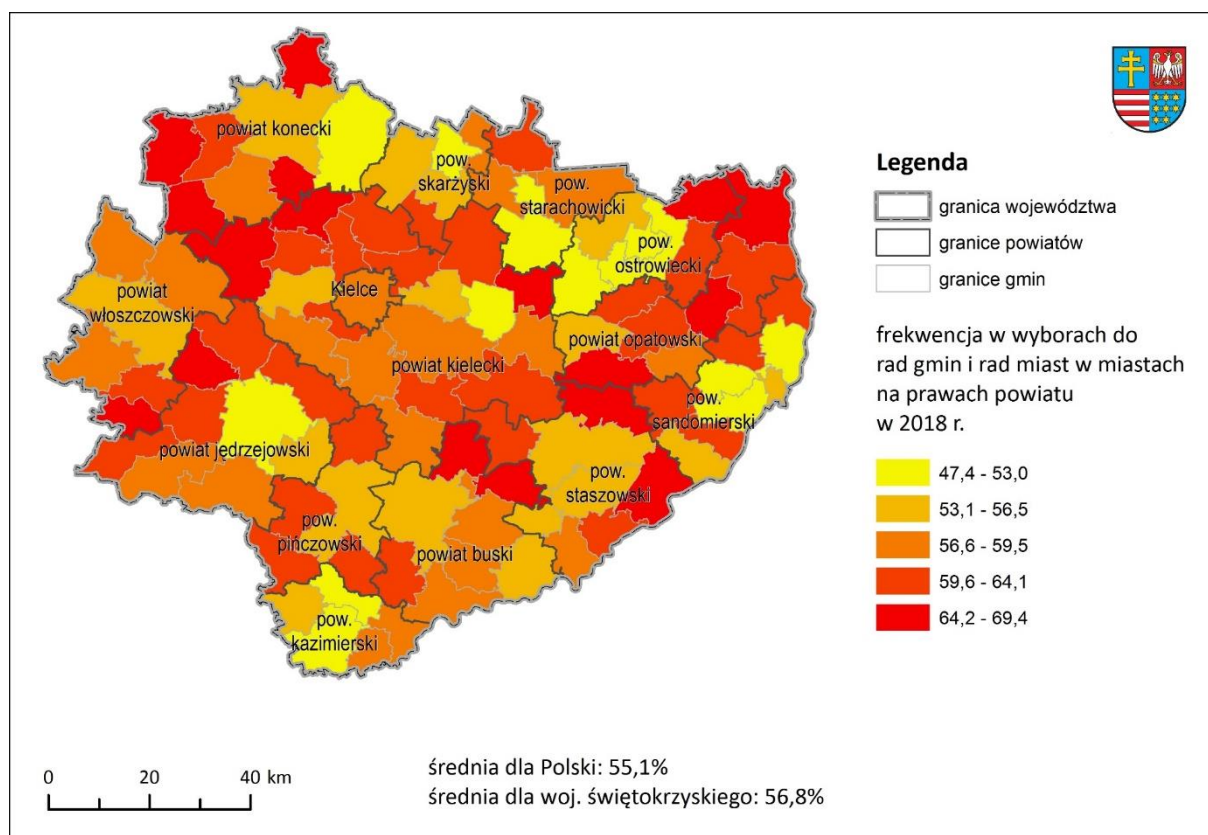 powiat konecki
pow.
skarżyski
pow.
starachowicki
pow.
ostrowiecki
powiat
włoszczowski
Kielce
powiat kielecki
powiat opatowski
pow.
sandomierski
powiat jędrzejowski
pow.
staszowski
pow.
pińczowski
powiat buski
pow.
kazimierski
Legenda
granica województwa
granice powiatów
granice gmin
frekwencja w wyborach do
rad gmin i rad miast w miastach
na prawach powiatu
w 2018 r.
47,4 - 53,0
53,1 - 56,5
56,6 - 59,5
59,6 - 64,1
64,2 - 69,4
0 20 40 km
średnia dla Polski: 55,1%
średnia dla woj. świętokrzyskiego: 56,8%